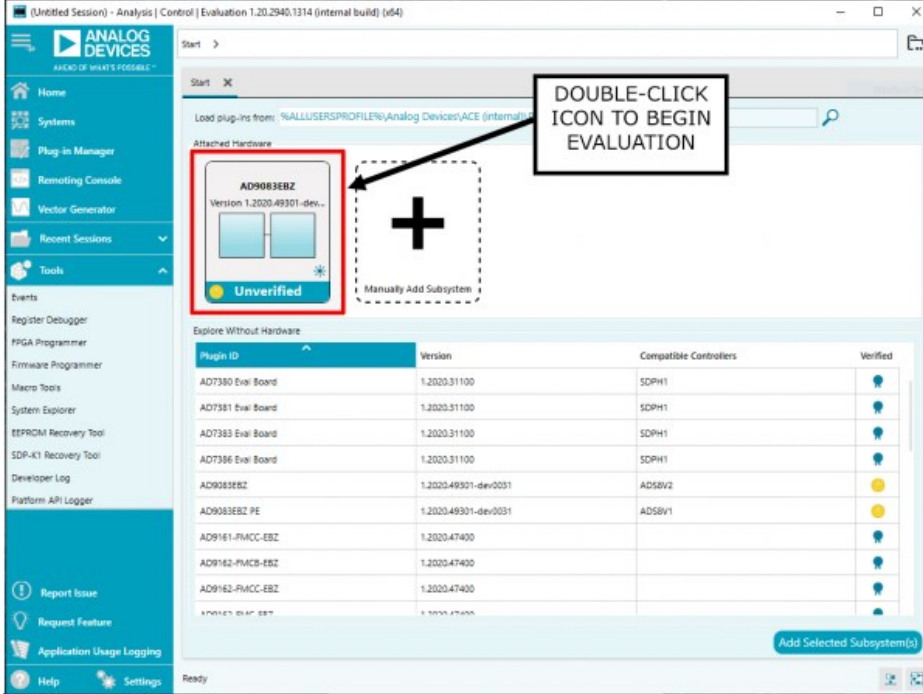 (Untitled Session) - Analysis | Control | Evaluation 1.20.2940.1314 (internal build) (x64)
ANALOG
DEVICES
AHEAD OF WHAT'S POSSIBLE™
Start >
Home
Systems
Plug-in Manager
Remoting Console
Vector Generator
Recent Sessions
Tools
Events
Register Debugger
FPGA Programmer
Firmware Programmer
Macro Tools
System Explorer
EEPROM Recovery Tool
SDP-K1 Recovery Tool
Developer Log
Platform API Logger
Report Issue
Request Feature
Application Usage Logging
Help Settings
Start X
Load plug-ins from: %ALLUSERSPROFILE%\Analog Devices\ACE (internal)\
DOUBLE-CLICK
ICON TO BEGIN
EVALUATION
Attached Hardware
AD9083EBZ
Version 1.2020.49301-dev...
Unverified
Manually Add Subsystem
Explore Without Hardware
Plugin ID Version Compatible Controllers Verified
AD7380 Eval Board 1.2020.31100 SDPH1
AD7381 Eval Board 1.2020.31100 SDPH1
AD7383 Eval Board 1.2020.31100 SDPH1
AD7386 Eval Board 1.2020.31100 SDPH1
AD9083EBZ 1.2020.49301-dev0031 ADS8V2
AD9083EBZ PE 1.2020.49301-dev0031 ADS8V1
AD9161-FMCC-EBZ 1.2020.47400
AD9162-FMCB-EBZ 1.2020.47400
AD9162-FMCC-EBZ 1.2020.47400
Add Selected Subsystem(s)
Ready